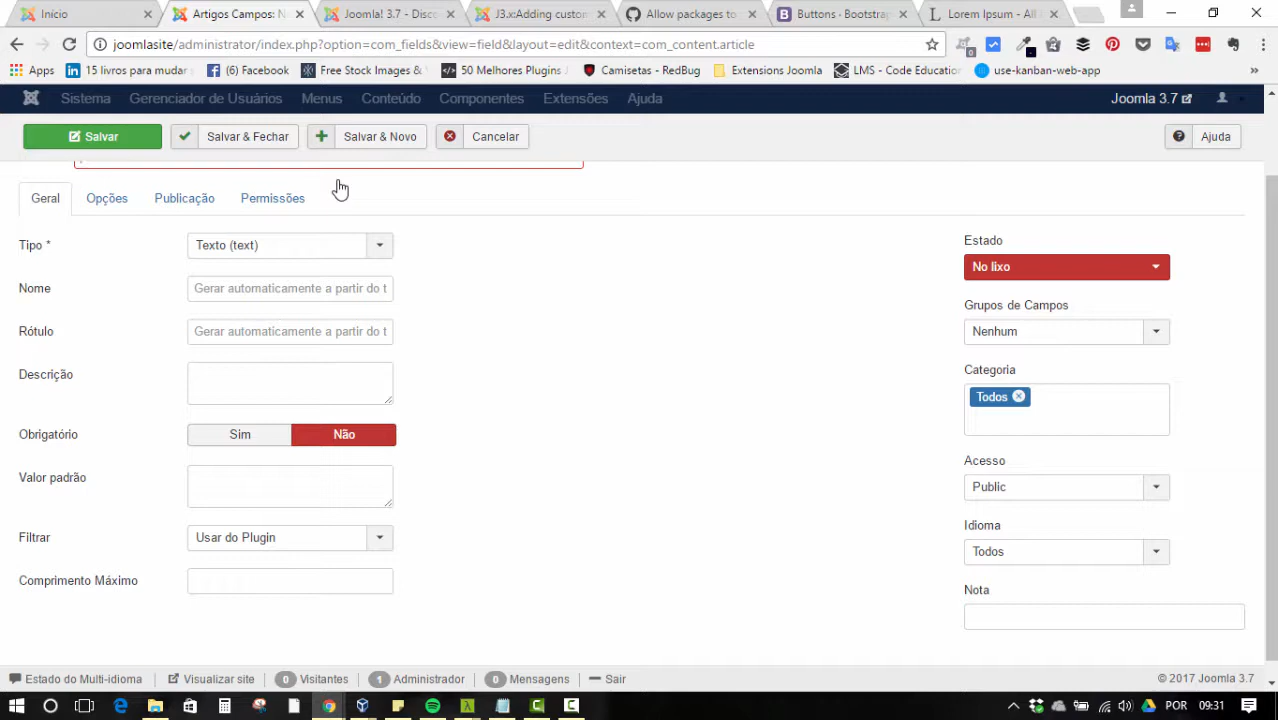 Início
Artigos Campos: N
Joomla! 3.7 - Disc
J3.x:Adding custom
Allow packages to
Buttons · Bootstrap
Lorem Ipsum - All
joomlasite/administrator/index.php?option=com_fields&view=field&layout=edit&context=com_content.article
Apps
15 livros para mudar
(6) Facebook
Free Stock Images &
50 Melhores Plugins
Camisetas - RedBug
Extensions Joomla
LMS - Code Educatio
use-kanban-web-app
Sistema
Gerenciador de Usuários
Menus
Conteúdo
Componentes
Extensões
Ajuda
Joomla 3.7
Salvar
Salvar & Fechar
Salvar & Novo
Cancelar
Ajuda
Geral
Opções
Publicação
Permissões
Tipo *
Texto (text)
Nome
Gerar automaticamente a partir do t
Rótulo
Gerar automaticamente a partir do t
Descrição
Obrigatório
Sim
Não
Valor padrão
Filtrar
Usar do Plugin
Comprimento Máximo
Estado
No lixo
Grupos de Campos
Nenhum
Categoria
Todos
Acesso
Public
Idioma
Todos
Nota
Estado do Multi-idioma
Visualizar site
0 Visitantes
1 Administrador
0 Mensagens
Sair
© 2017 Joomla 3.7
POR
09:31